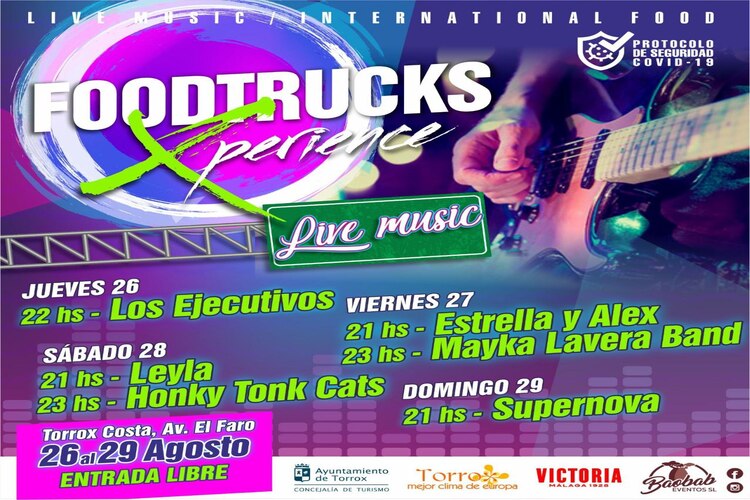 LIVE MUSIC / INTERNATIONAL FOOD
PROTOCOLO
DE SEGURIDAD
COVID-19
FOODTRUCKS
Xperience
Live music
JUEVES 26
22 hs - Los Ejecutivos
VIERNES 27
21 hs - Estrella y Alex
23 hs - Mayka Lavera Band
SÁBADO 28
21 hs - Leyla
23 hs - Honky Tonk Cats
DOMINGO 29
21 hs - Supernova
Torrox Costa, Av. El Faro
26 al 29 Agosto
ENTRADA LIBRE
Ayuntamiento
de Torrox
CONCEJALÍA DE TURISMO
Torrox
mejor clima de europa
VICTORIA
MALAGA 1928
Baobab
EVENTOS SL